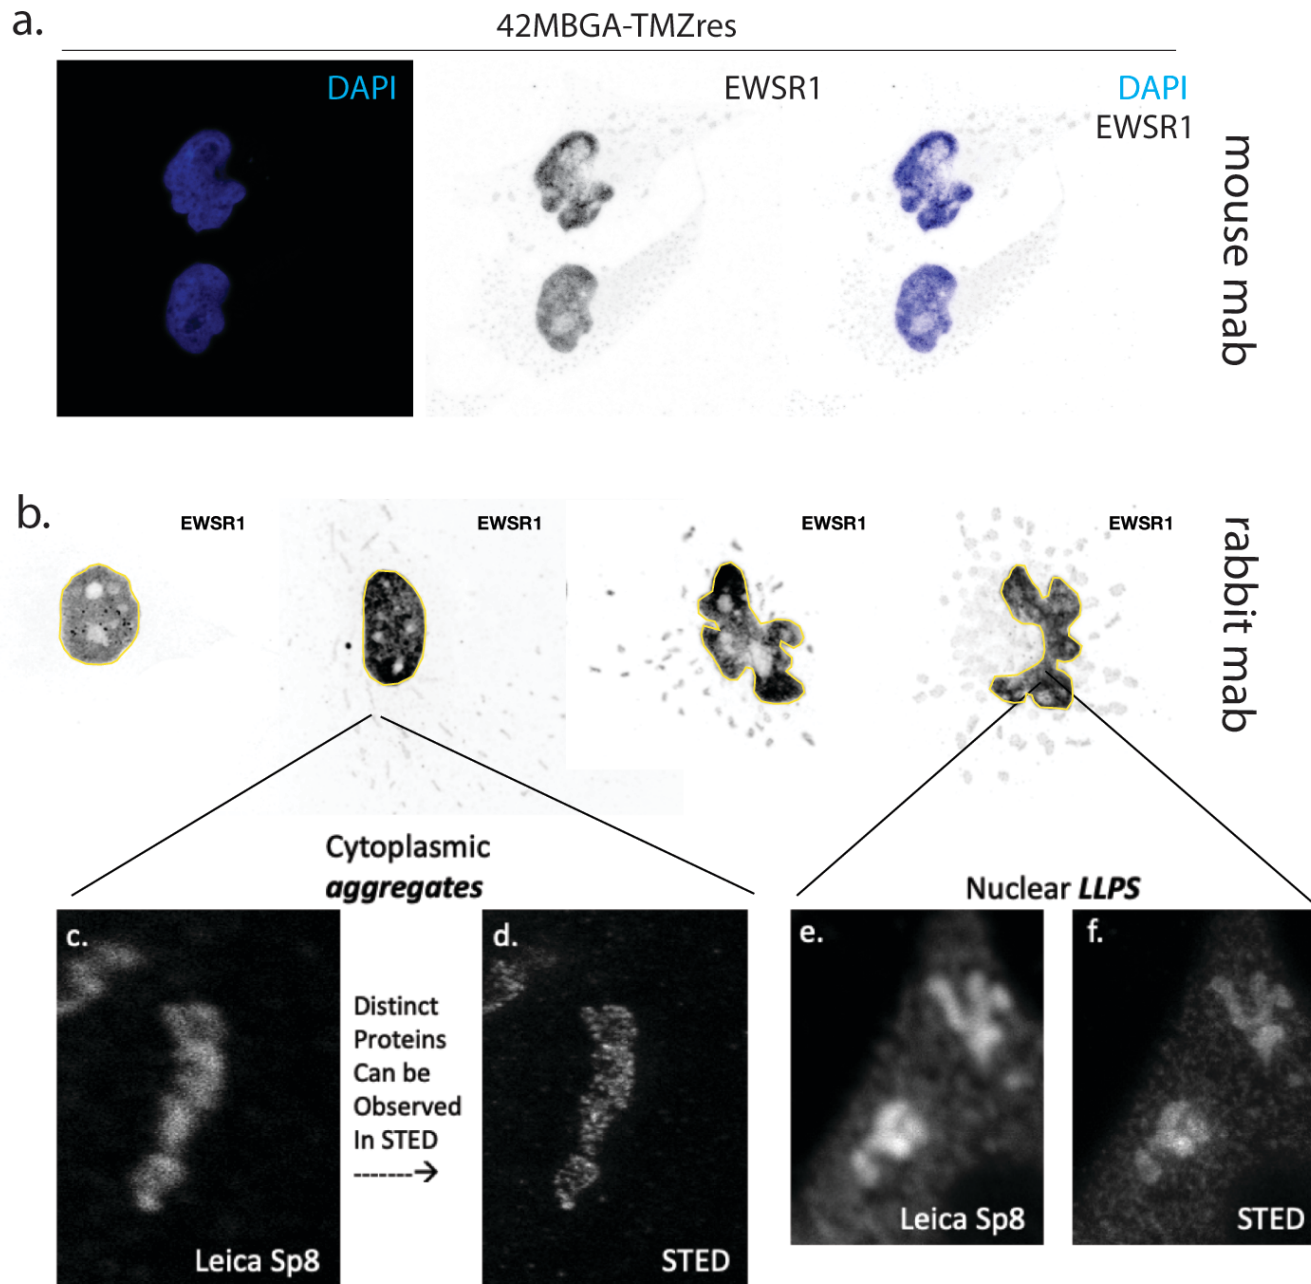 a.
42MBGA-TMZres
DAPI
EWSR1
DAPI
EWSR1
mouse mab
b.
EWSR1
EWSR1
EWSR1
EWSR1
rabbit mab
Cytoplasmic
aggregates
Nuclear LLPS
c.
Leica Sp8
Distinct
Proteins
Can be
Observed
In STED
-------→
d.
STED
e.
Leica Sp8
f.
STED